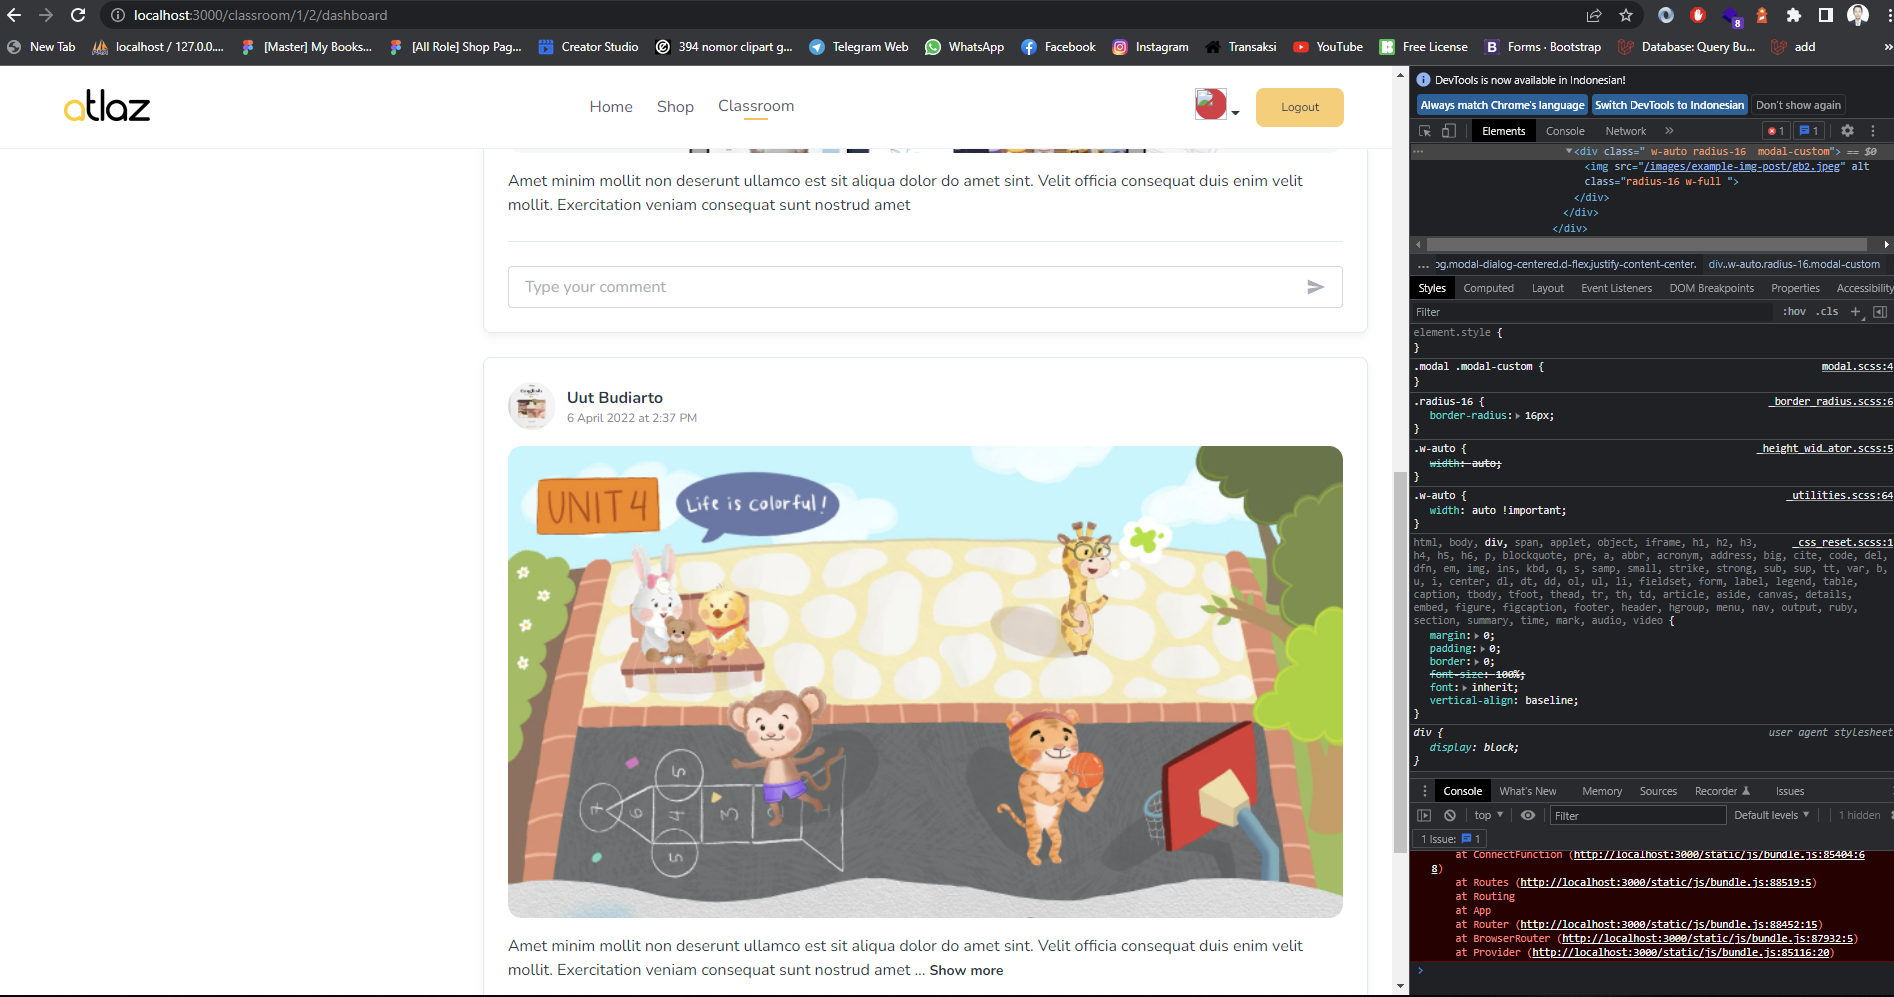 localhost:3000/classroom/1/2/dashboard
8
New Tab
localhost / 127.0.0....
[Master] My Books...
[All Role] Shop Pag...
Creator Studio
394 nomor clipart g...
Telegram Web
WhatsApp
Facebook
Instagram
Transaksi
YouTube
Free License
Forms · Bootstrap
Database: Query Bu...
add
»
atlaz
Home
Shop
Classroom
Logout
Amet minim mollit non deserunt ullamco est sit aliqua dolor do amet sint. Velit officia consequat duis enim velit
mollit. Exercitation veniam consequat sunt nostrud amet
Type your comment
Uut Budiarto
6 April 2022 at 2:37 PM
UNIT 4
Life is colorful!
5
7
6
4
3
2
1
5
Amet minim mollit non deserunt ullamco est sit aliqua dolor do amet sint. Velit officia consequat duis enim velit
mollit. Exercitation veniam consequat sunt nostrud amet ... Show more
DevTools is now available in Indonesian!
Always match Chrome's language
Switch DevTools to Indonesian
Don't show again
Elements
Console
Network
»
1
1
<div class=" w-auto radius-16  modal-custom"> == $0
<img src="/images/example-img-post/gb2.jpeg" alt
class="radius-16 w-full ">
</div>
</div>
</div>
... og.modal-dialog-centered.d-flex.justify-content-center. div..w-auto.radius-16.modal-custom
Styles
Computed
Layout
Event Listeners
DOM Breakpoints
Properties
Accessibility
Filter
:hov .cls +
element.style {
}
.modal .modal-custom {
modal.scss:4
}
.radius-16 {
_border_radius.scss:6
border-radius: 16px;
}
.w-auto {
_height_wid…ator.scss:5
width: auto;
}
.w-auto {
_utilities.scss:64
width: auto !important;
}
html, body, div, span, applet, object, iframe, h1, h2, h3,
_css_reset.scss:1
h4, h5, h6, p, blockquote, pre, a, abbr, acronym, address, big, cite, code, del,
dfn, em, img, ins, kbd, q, s, samp, small, strike, strong, sub, sup, tt, var, b,
u, i, center, dl, dt, dd, ol, ul, li, fieldset, form, label, legend, table,
caption, tbody, tfoot, thead, tr, th, td, article, aside, canvas, details,
embed, figure, figcaption, footer, header, hgroup, menu, nav, output, ruby,
section, summary, time, mark, audio, video {
margin: 0;
padding: 0;
border: 0;
font-size: 100%;
font: inherit;
vertical-align: baseline;
}
div {
user agent stylesheet
display: block;
}
Console
What's New
Memory
Sources
Recorder
Issues
top
Filter
Default levels
1 hidden
1 Issue: 1
at ConnectFunction (http://localhost:3000/static/js/bundle.js:85404:6
8)
at Routes (http://localhost:3000/static/js/bundle.js:88519:5)
at Routing
at App
at Router (http://localhost:3000/static/js/bundle.js:88452:15)
at BrowserRouter (http://localhost:3000/static/js/bundle.js:87932:5)
at Provider (http://localhost:3000/static/js/bundle.js:85116:20)